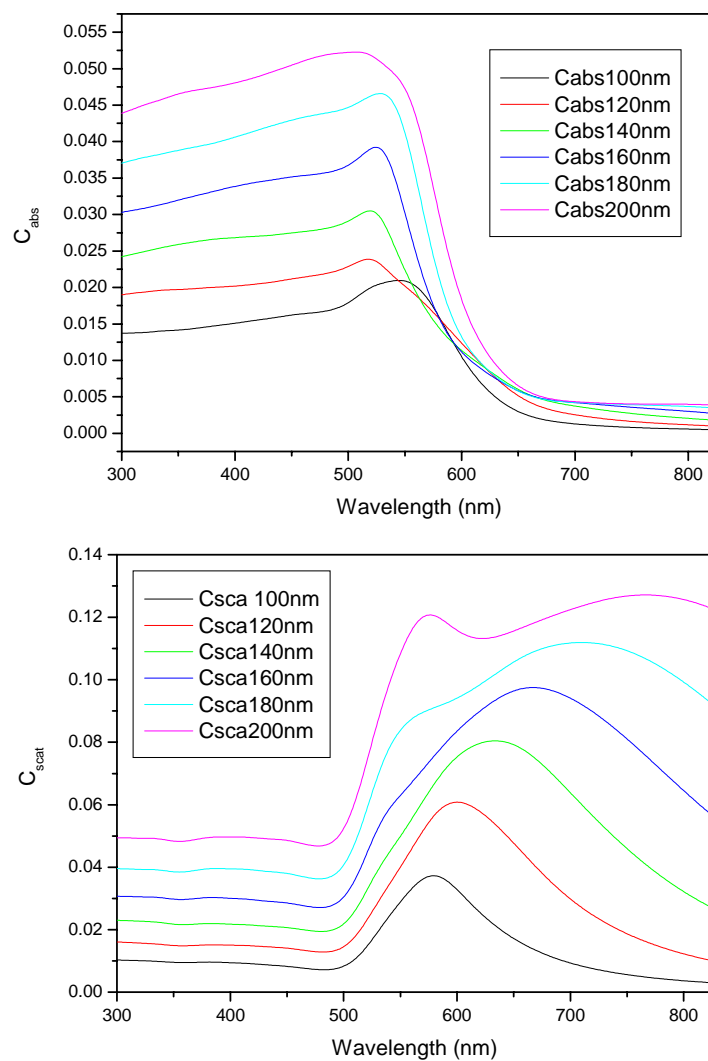 0.055
0.050
0.045
0.040
0.035
0.030
0.025
0.020
0.015
0.010
0.005
0.000
C_abs
Cabs100nm
Cabs120nm
Cabs140nm
Cabs160nm
Cabs180nm
Cabs200nm
300 400 500 600 700 800
Wavelength (nm)
0.14
0.12
0.10
0.08
0.06
0.04
0.02
0.00
C_scat
Csca 100nm
Csca120nm
Csca140nm
Csca160nm
Csca180nm
Csca200nm
300 400 500 600 700 800
Wavelength (nm)